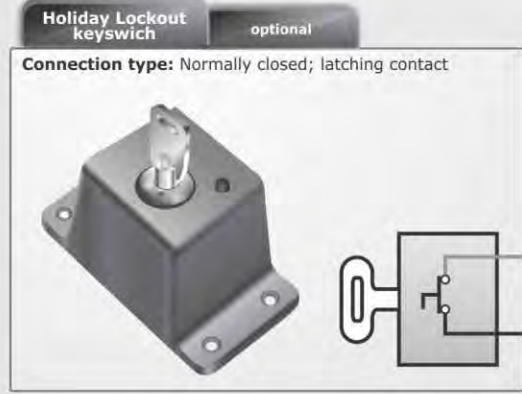 Holiday Lockout
keyswich
optional
Connection type: Normally closed; latching contact